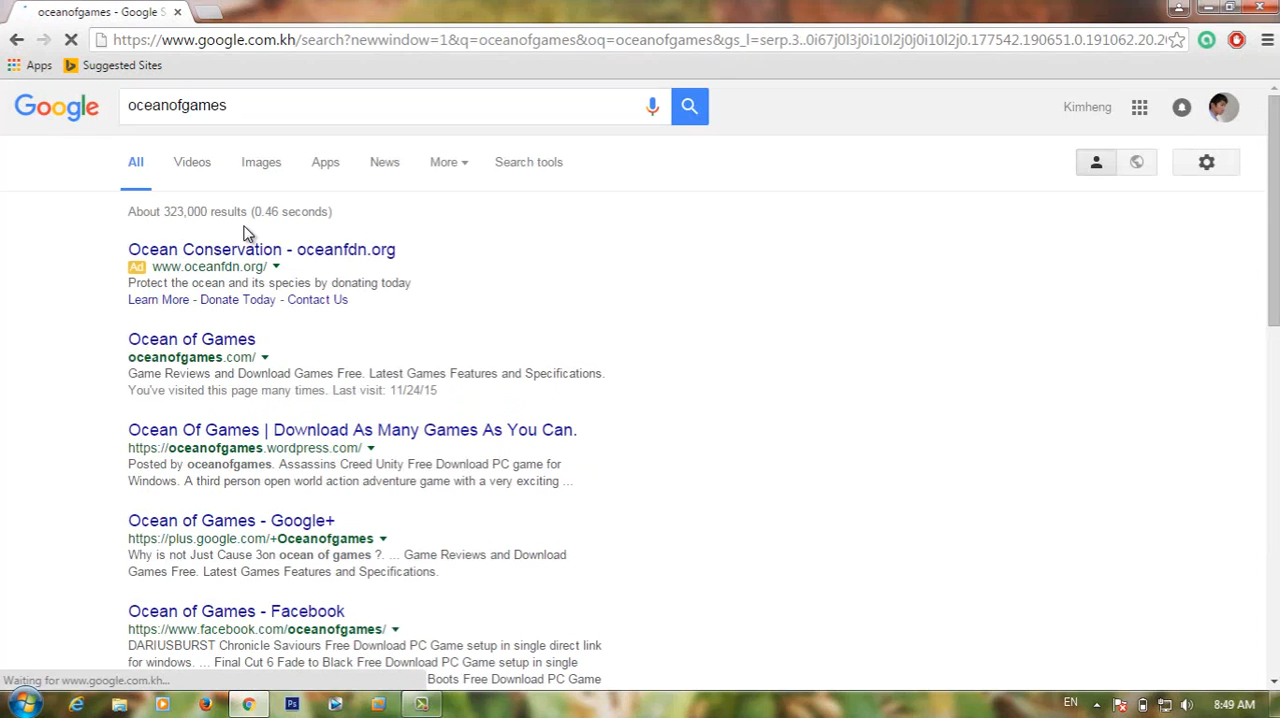 oceanofgames - Google S
https://www.google.com.kh/search?newwindow=1&q=oceanofgames&oq=oceanofgames&gs_l=serp.3..0i67j0l3j0i10l2j0j0i10l2j0.177542.190651.0.191062.20.2
Apps Suggested Sites
Google oceanofgames Kimheng
All Videos Images Apps News More Search tools
About 323,000 results (0.46 seconds)
Ocean Conservation - oceanfdn.org
Ad www.oceanfdn.org/
Protect the ocean and its species by donating today
Learn More - Donate Today - Contact Us
Ocean of Games
oceanofgames.com/
Game Reviews and Download Games Free. Latest Games Features and Specifications.
You've visited this page many times. Last visit: 11/24/15
Ocean Of Games | Download As Many Games As You Can.
https://oceanofgames.wordpress.com/
Posted by oceanofgames. Assassins Creed Unity Free Download PC game for
Windows. A third person open world action adventure game with a very exciting ...
Ocean of Games - Google+
https://plus.google.com/+Oceanofgames
Why is not Just Cause 3on ocean of games ?. ... Game Reviews and Download
Games Free. Latest Games Features and Specifications.
Ocean of Games - Facebook
https://www.facebook.com/oceanofgames/
DARIUSBURST Chronicle Saviours Free Download PC Game setup in single direct link
for windows. ... Final Cut 6 Fade to Black Free Download PC Game setup in single
Boots Free Download PC Game
Waiting for www.google.com.kh...
Ps EN 8:49 AM